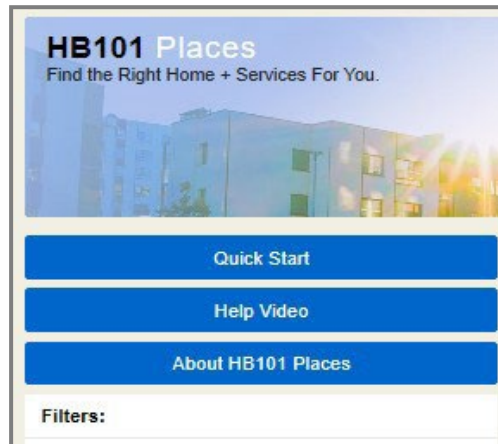 HB101 Places
Find the Right Home + Services For You.
Quick Start
Help Video
About HB101 Places
Filters: